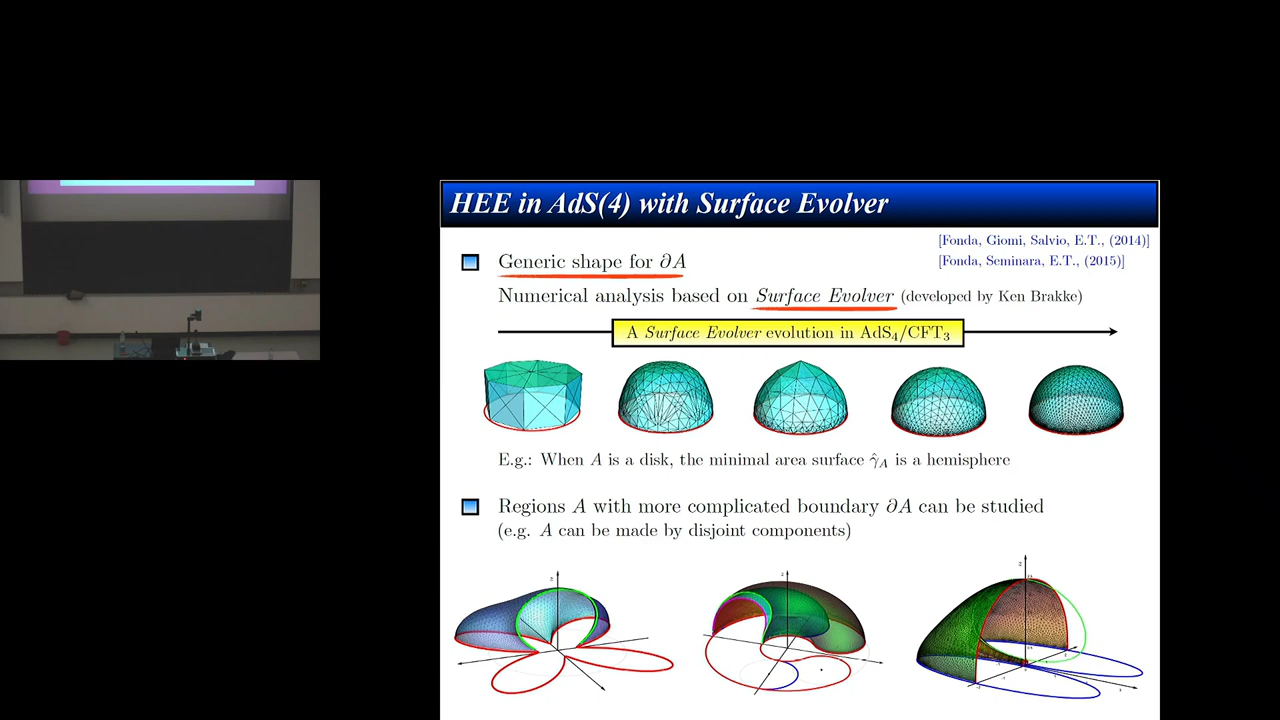 HEE in AdS(4) with Surface Evolver
[Fonda, Giomi, Salvio, E.T., (2014)]
[Fonda, Seminara, E.T., (2015)]
Generic shape for ∂A
Numerical analysis based on Surface Evolver (developed by Ken Brakke)
A Surface Evolver evolution in AdS₄/CFT₃
E.g.: When A is a disk, the minimal area surface γ̂_A is a hemisphere
Regions A with more complicated boundary ∂A can be studied
(e.g. A can be made by disjoint components)